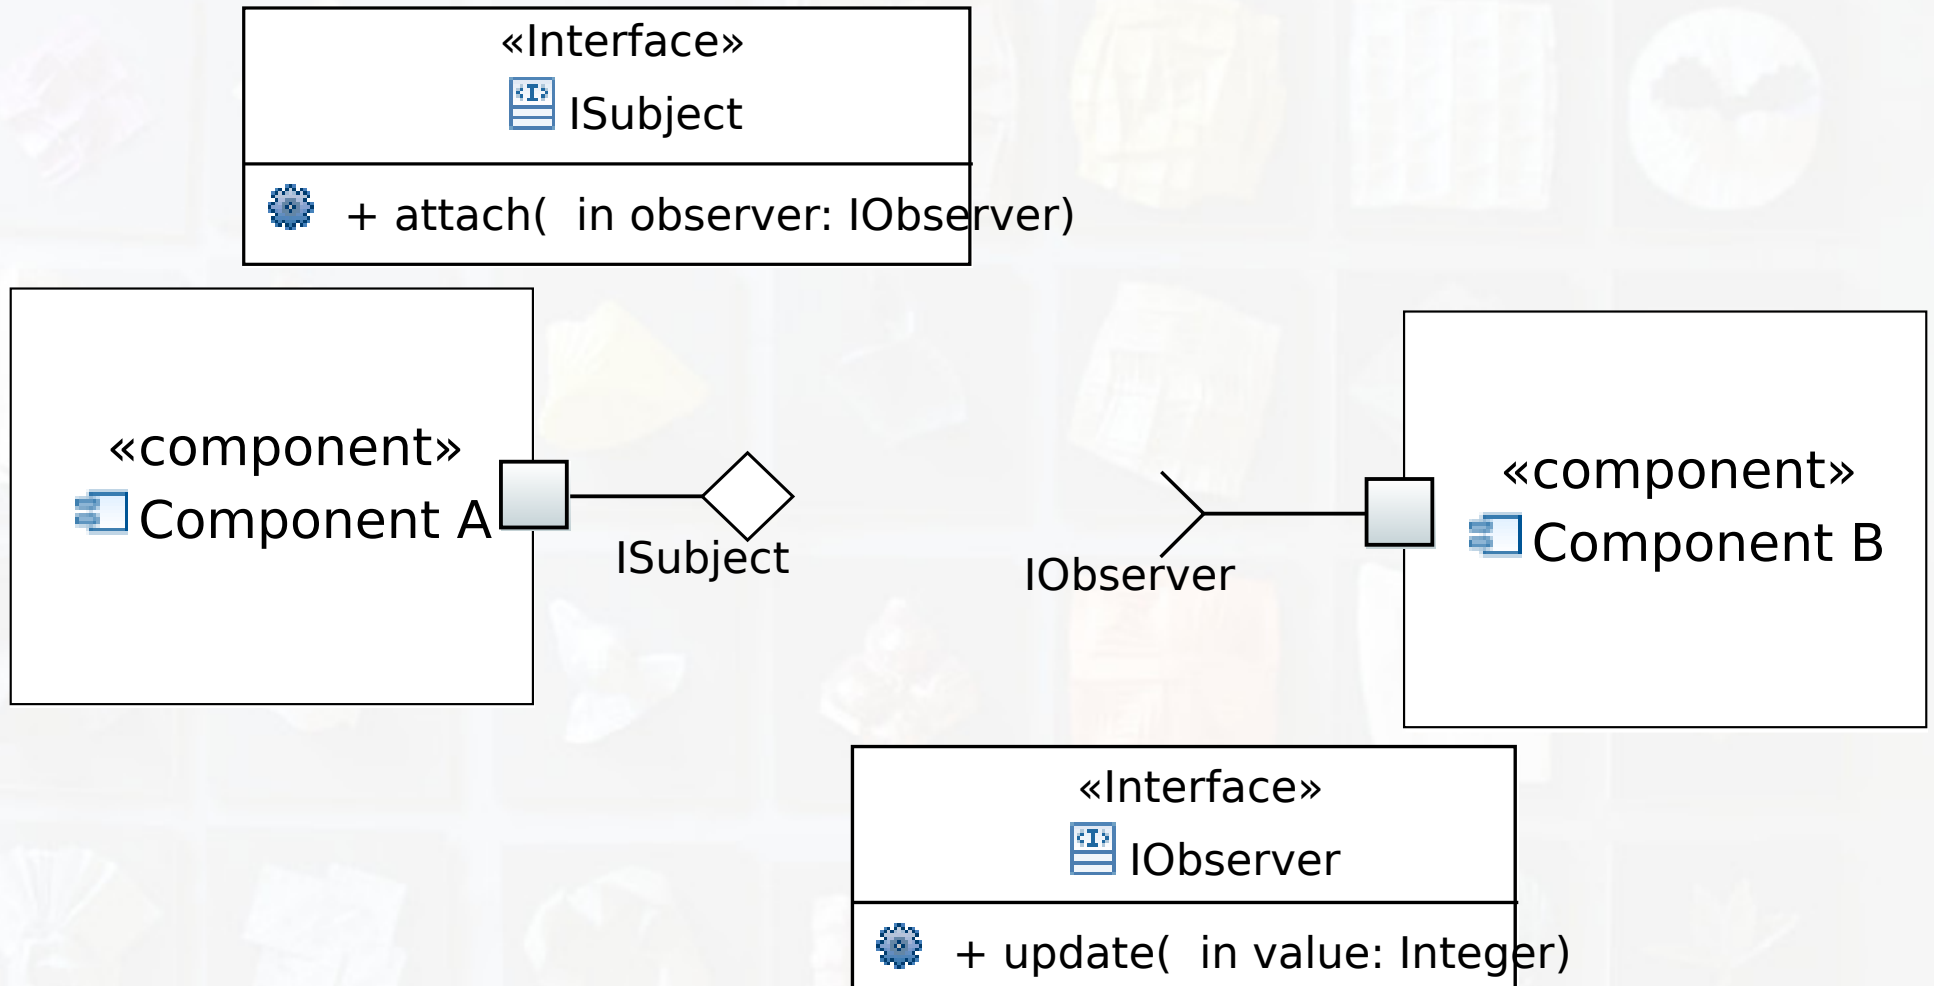 «Interface»
ISubject
+ attach(  in observer: IObserver)
«component»
Component A
ISubject
IObserver
«component»
Component B
«Interface»
IObserver
+ update(  in value: Integer)